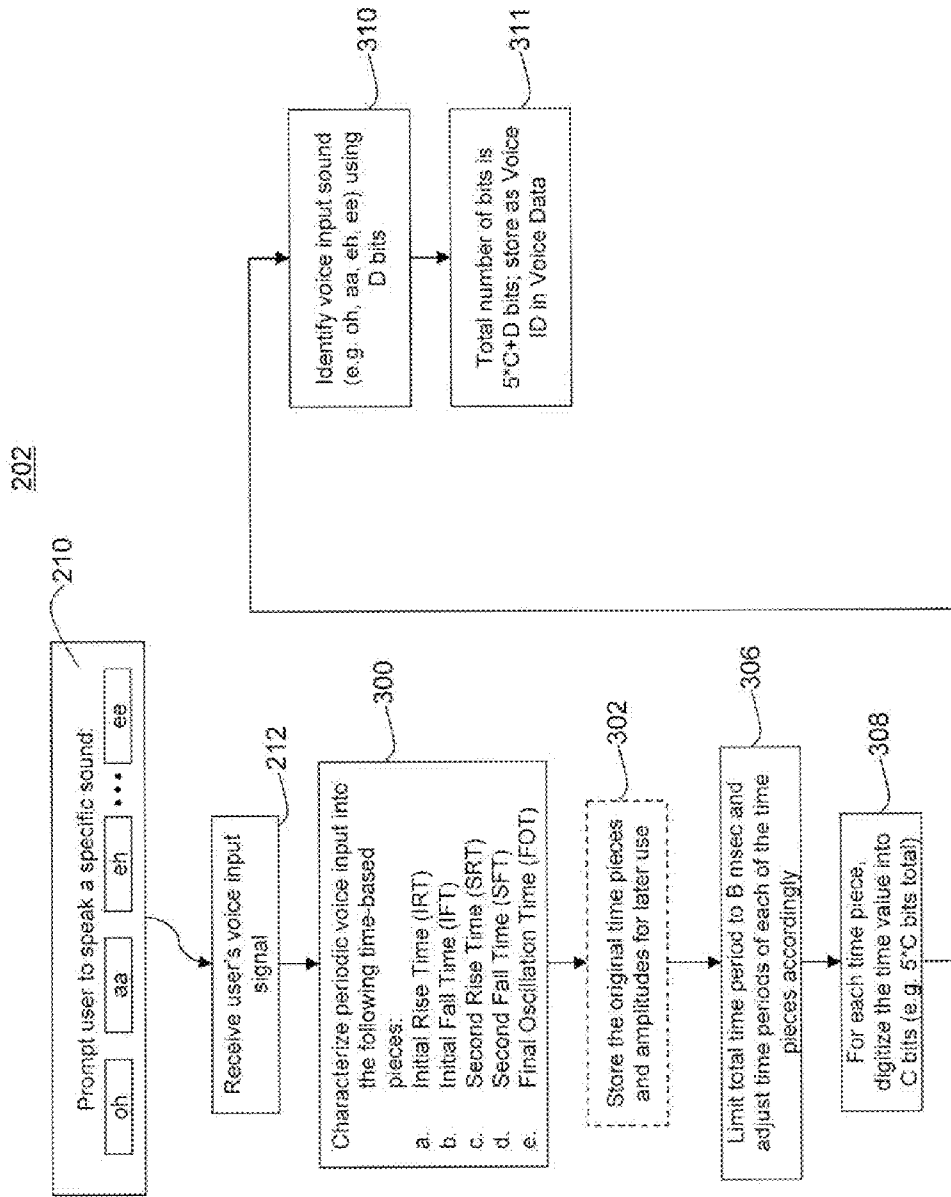 202
Prompt user to speak a specific sound:
oh
aa
eh
•••
ee
210
Receive user's voice input
signal
212
Characterize periodic voice input into
the following time-based
pieces:
a. Initial Rise Time (IRT)
b. Initial Fall Time (IFT)
c. Second Rise Time (SRT)
d. Second Fall Time (SFT)
e. Final Oscillation Time (FOT)
300
Store the original time pieces
and amplitudes for later use
302
Limit total time period to B msec and
adjust time periods of each of the time
pieces accordingly
306
For each time piece,
digitize the time value into
C bits (e.g. 5*C bits total)
308
Identify voice input sound
(e.g. oh, aa, eh, ee) using
D bits
310
Total number of bits is
5*C+D bits; store as Voice
ID in Voice Data
311